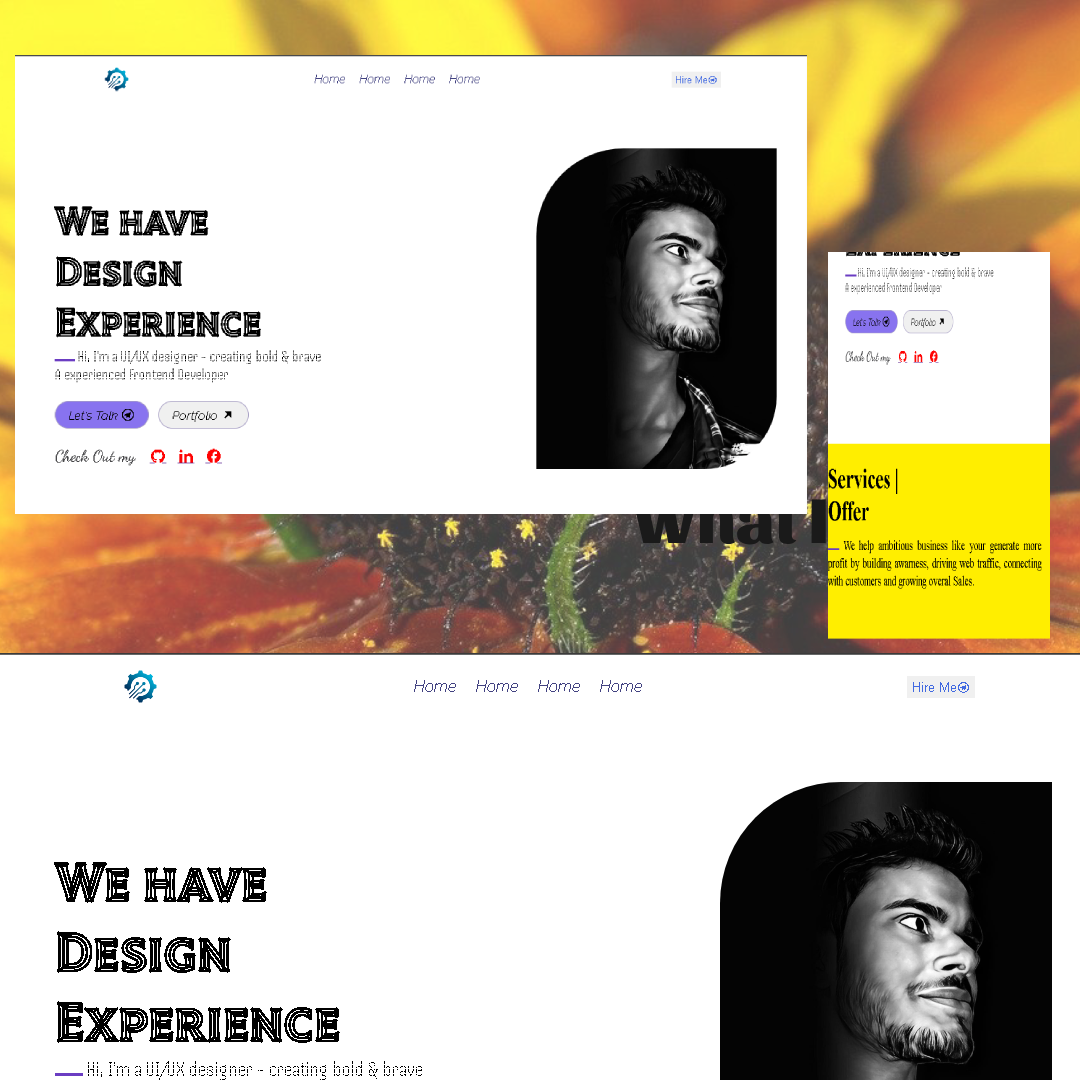 Home Home Home Home
Hire Me
We have
Design
Experience
Hi, I'm a UI/UX designer - creating bold & brave
A experienced Frontend Developer
Let's Talk
Portfolio
Check Out my
in
What I
Experience
Hi, I'm a UI/UX designer - creating bold & brave
A experienced Frontend Developer
Let's Talk
Portfolio
Check Out my
in
Services |
Offer
We help ambitious business like your generate more
profit by building awarness, driving web traffic, connecting
with customers and growing overal Sales.
Home Home Home Home
Hire Me
We have
Design
Experience
Hi, I'm a UI/UX designer - creating bold & brave